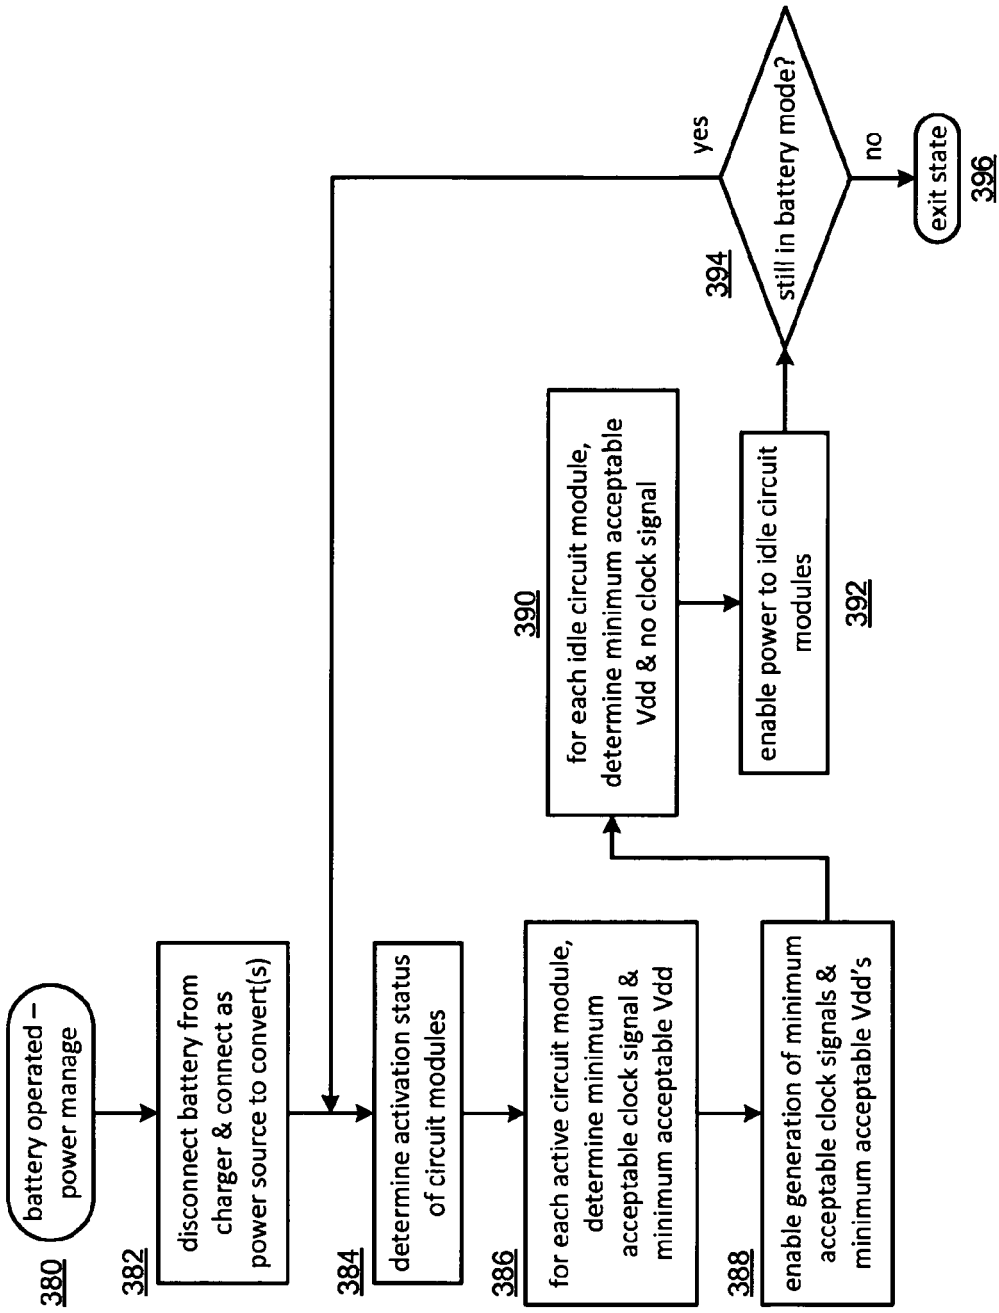 380
battery operated –
power manage
382
disconnect battery from
charger & connect as
power source to convert(s)
384
determine activation status
of circuit modules
386
for each active circuit module,
determine minimum
acceptable clock signal &
minimum acceptable Vdd
388
enable generation of minimum
acceptable clock signals &
minimum acceptable Vdd's
390
for each idle circuit module,
determine minimum acceptable
Vdd & no clock signal
enable power to idle circuit
modules
392
394
still in battery mode?
yes
no
exit state
396